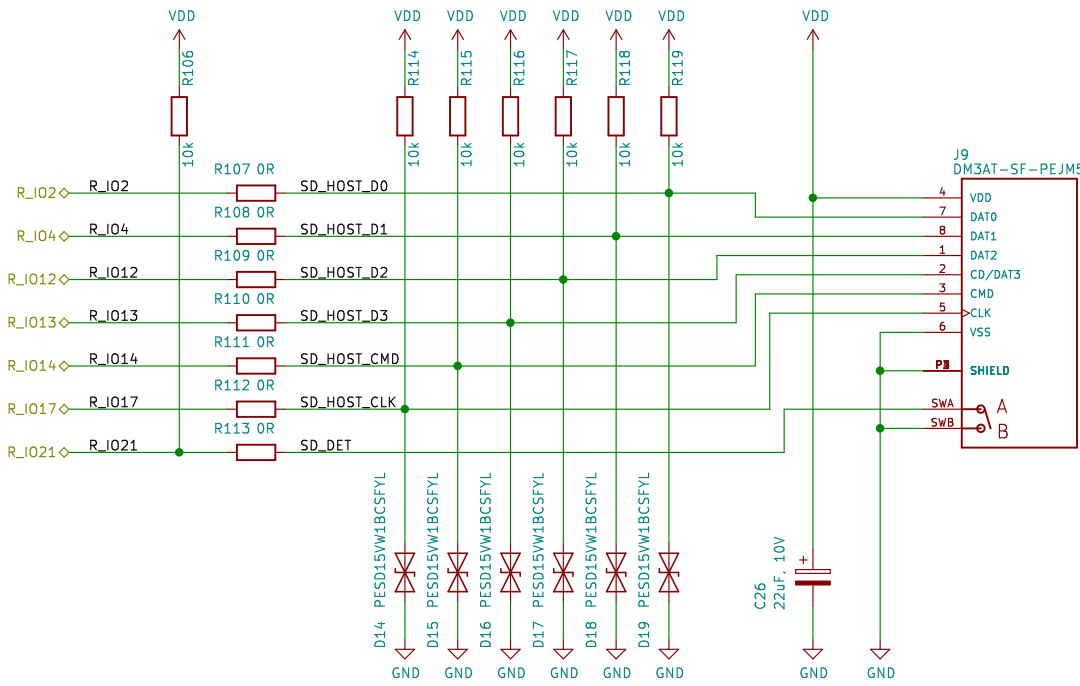 VDD VDD VDD VDD VDD VDD VDD VDD
R106 R114 R115 R116 R117 R118 R119
10k 10k 10k 10k 10k 10k 10k
J9
DM3AT-SF-PEJM5
R107 0R
R_IO2 R_IO2 SD_HOST_D0
4 VDD
R108 0R
7 DAT0
R_IO4 R_IO4 SD_HOST_D1
8 DAT1
R109 0R
1 DAT2
R_IO12 R_IO12 SD_HOST_D2
2 CD/DAT3
R110 0R
3 CMD
R_IO13 R_IO13 SD_HOST_D3
5 CLK
6 VSS
R111 0R
R_IO14 R_IO14 SD_HOST_CMD
SHIELD
R112 0R
R_IO17 R_IO17 SD_HOST_CLK
SWA A
R113 0R
SWB B
R_IO21 R_IO21 SD_DET
D14 PESD15VW1BCSFYL
D15 PESD15VW1BCSFYL
D16 PESD15VW1BCSFYL
D17 PESD15VW1BCSFYL
D18 PESD15VW1BCSFYL
D19 PESD15VW1BCSFYL
+
C26
22uF, 10V
GND GND GND GND GND GND GND GND